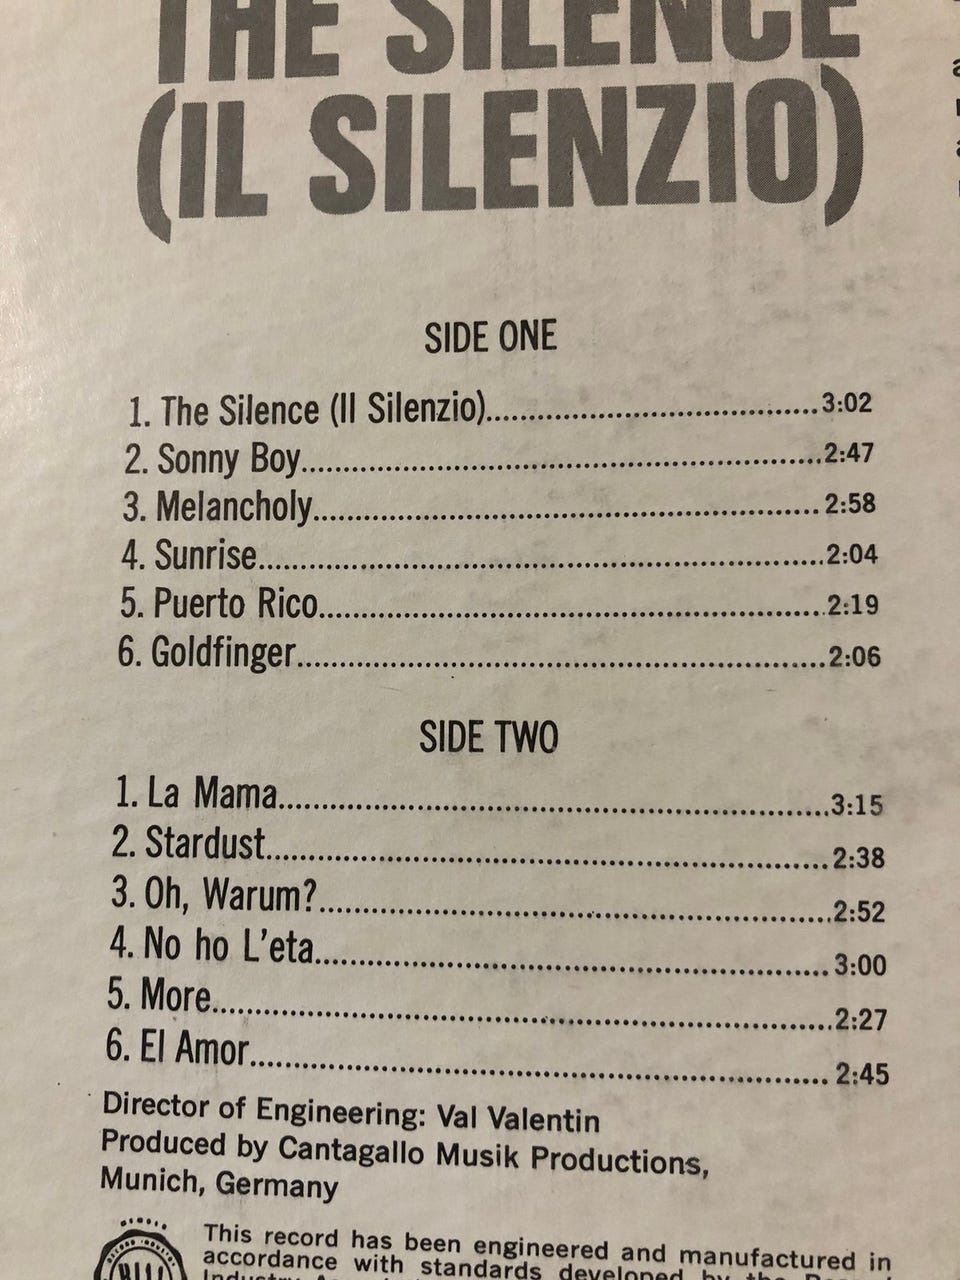 THE SILENCE
(IL SILENZIO)
SIDE ONE
1. The Silence (Il Silenzio)........................................3:02
2. Sonny Boy............................................................2:47
3. Melancholy...........................................................2:58
4. Sunrise.................................................................2:04
5. Puerto Rico..........................................................2:19
6. Goldfinger............................................................2:06
SIDE TWO
1. La Mama...............................................................3:15
2. Stardust.................................................................2:38
3. Oh, Warum?..........................................................2:52
4. No ho L'eta........................................................... 3:00
5. More......................................................................2:27
6. El Amor................................................................. 2:45
Director of Engineering: Val Valentin
Produced by Cantagallo Musik Productions,
Munich, Germany
This record has been engineered and manufactured in
accordance with standards developed by the